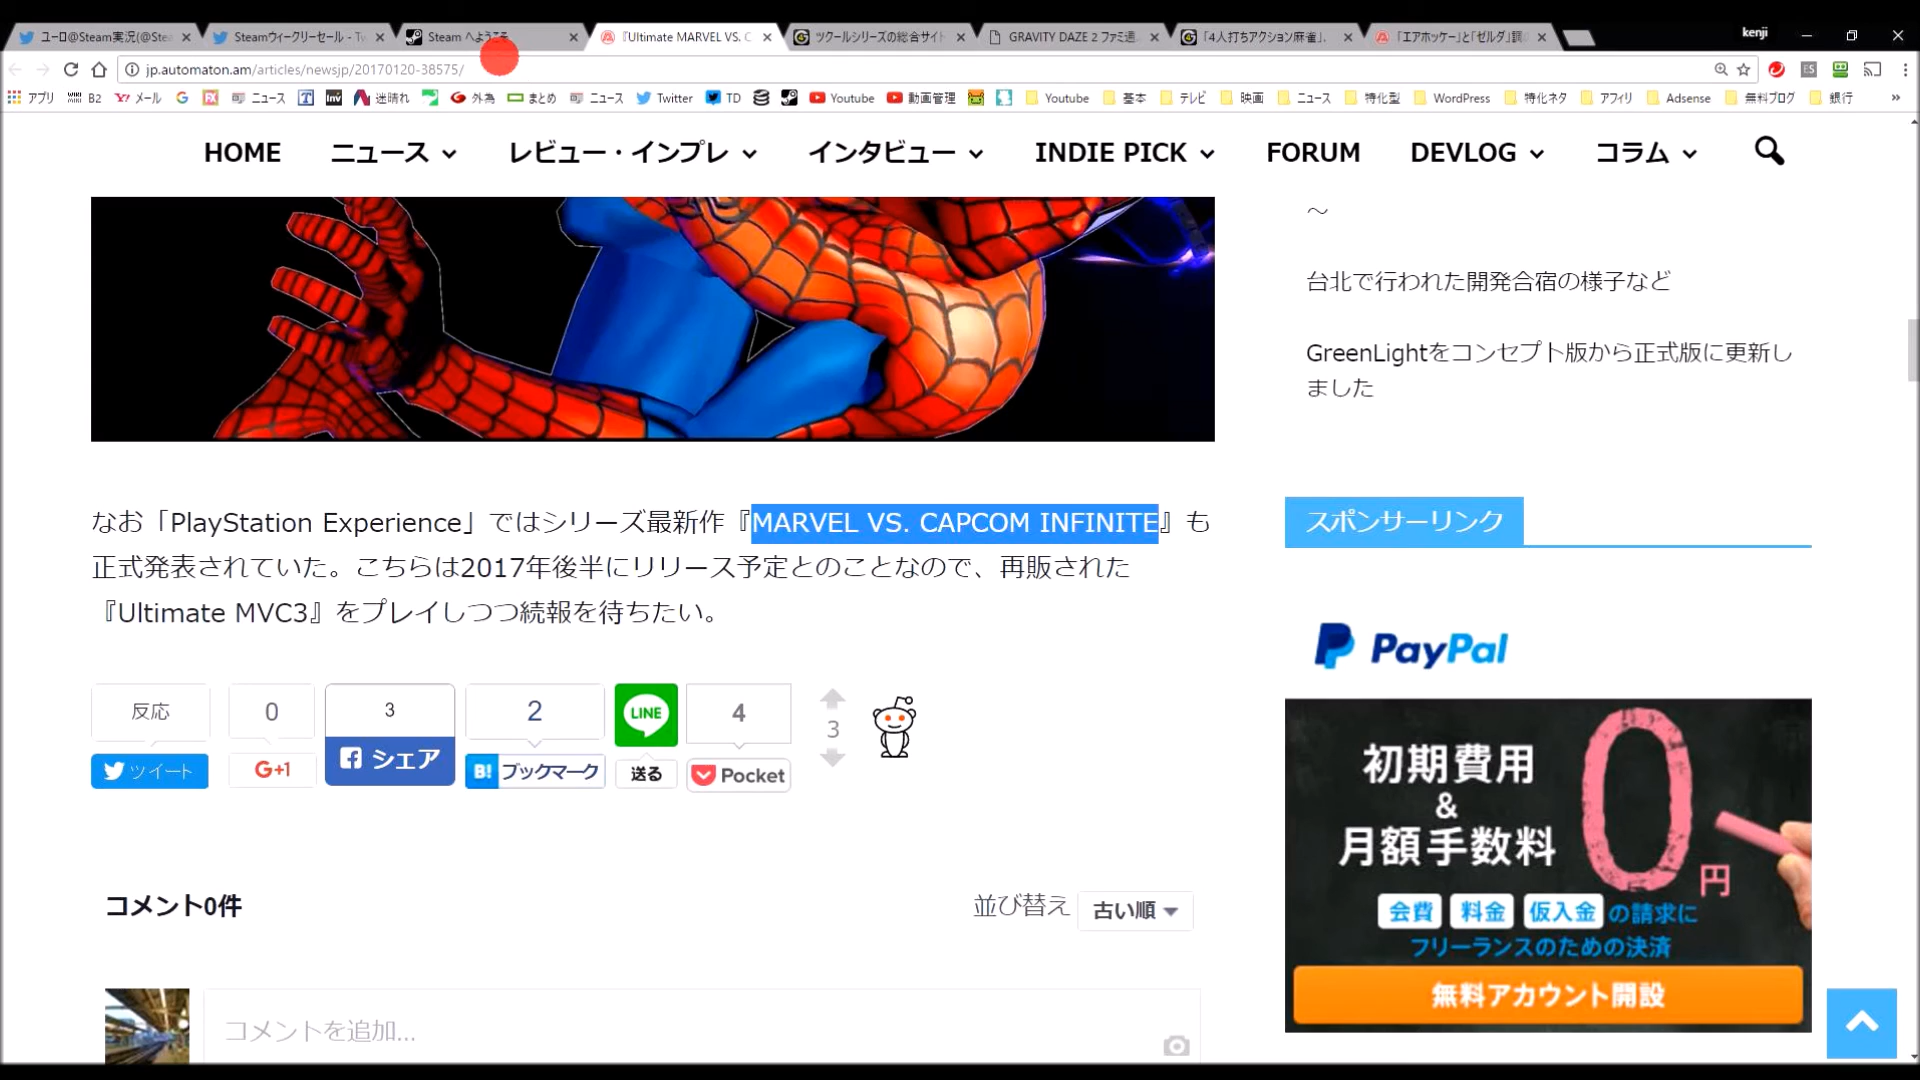 ユーロ@Steam実況(@Stea
Steamウィークリーセール - Tw
Steam へようこそ
『Ultimate MARVEL VS. C
ツクールシリーズの総合サイト
GRAVITY DAZE 2 ファミ通
「4人打ちアクション麻雀」
「エアホッケー」と「ゼルダ」調の
kenji
jp.automaton.am/articles/newsjp/20170120-38575/
アプリ B2 メール ニュース Inv 迷晴れ 外為 まとめ ニュース Twitter TD Youtube 動画管理 Youtube 基本 テレビ 映画 ニュース 特化型 WordPress 特化ネタ アフィリ Adsense 無料ブログ 銀行 »
HOME ニュース レビュー・インプレ インタビュー INDIE PICK FORUM DEVLOG コラム
～
台北で行われた開発合宿の様子など
GreenLightをコンセプト版から正式版に更新し
ました
なお「PlayStation Experience」ではシリーズ最新作『MARVEL VS. CAPCOM INFINITE』も
正式発表されていた。こちらは2017年後半にリリース予定とのことなので、再販された
『Ultimate MVC3』をプレイしつつ続報を待ちたい。
スポンサーリンク
PayPal
反応 0 3 2 LINE 4 3
ツイート G+1 シェア B! ブックマーク 送る Pocket
初期費用
&
月額手数料
0円
会費 料金 仮入金 の請求に
フリーランスのための決済
無料アカウント開設
コメント0件
並び替え 古い順
コメントを追加...